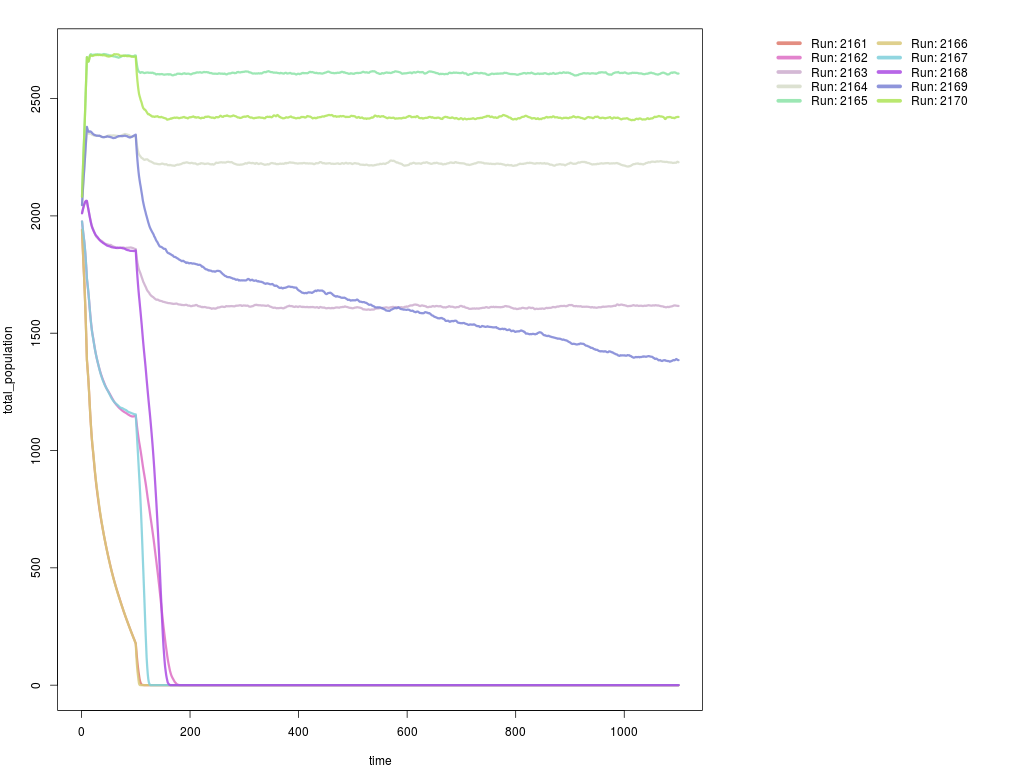 total_population
2500
2000
1500
1000
500
0
0 200 400 600 800 1000
time
Run: 2161 Run: 2166
Run: 2162 Run: 2167
Run: 2163 Run: 2168
Run: 2164 Run: 2169
Run: 2165 Run: 2170